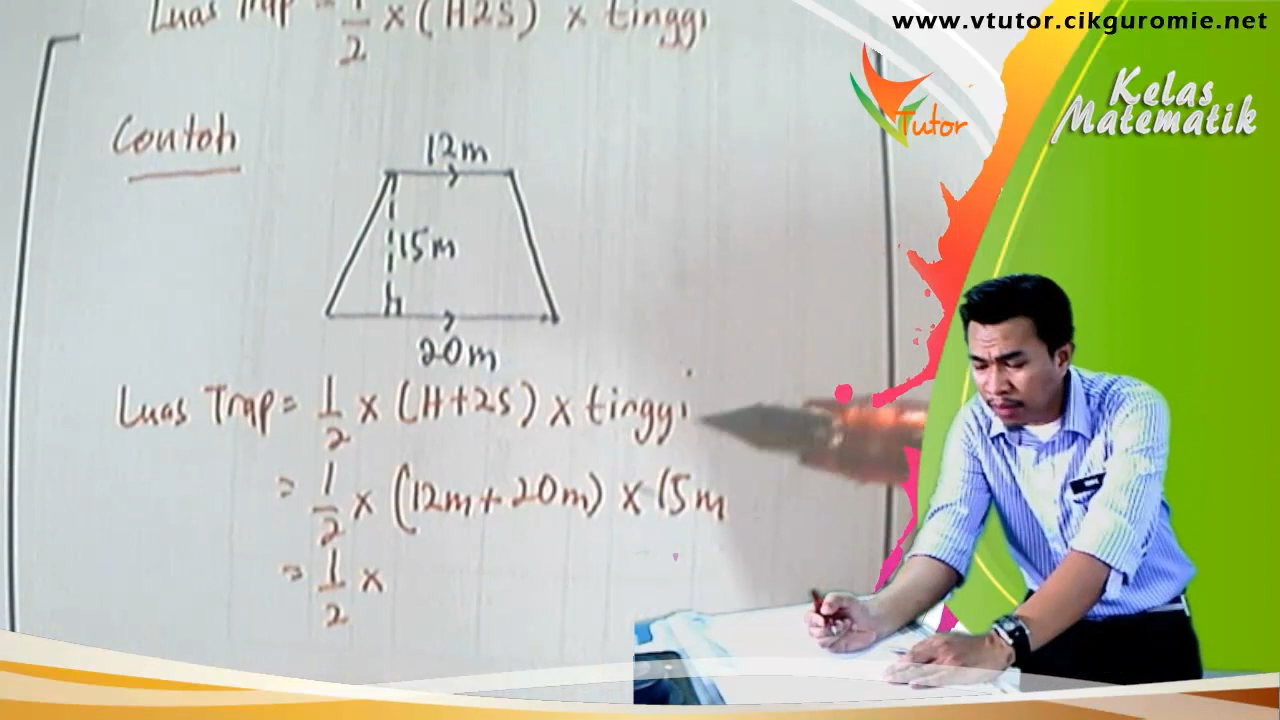 www.vtutor.cikguromie.net
Luas Trap = 1/2 x (H2S) x tinggi
Tutor
Kelas
Matematik
Contoh
12m
15m
20m
Luas Trap = 1/2 x (H+2S) x tinggi
= 1/2 x (12m + 20m) x 15m
= 1/2 x